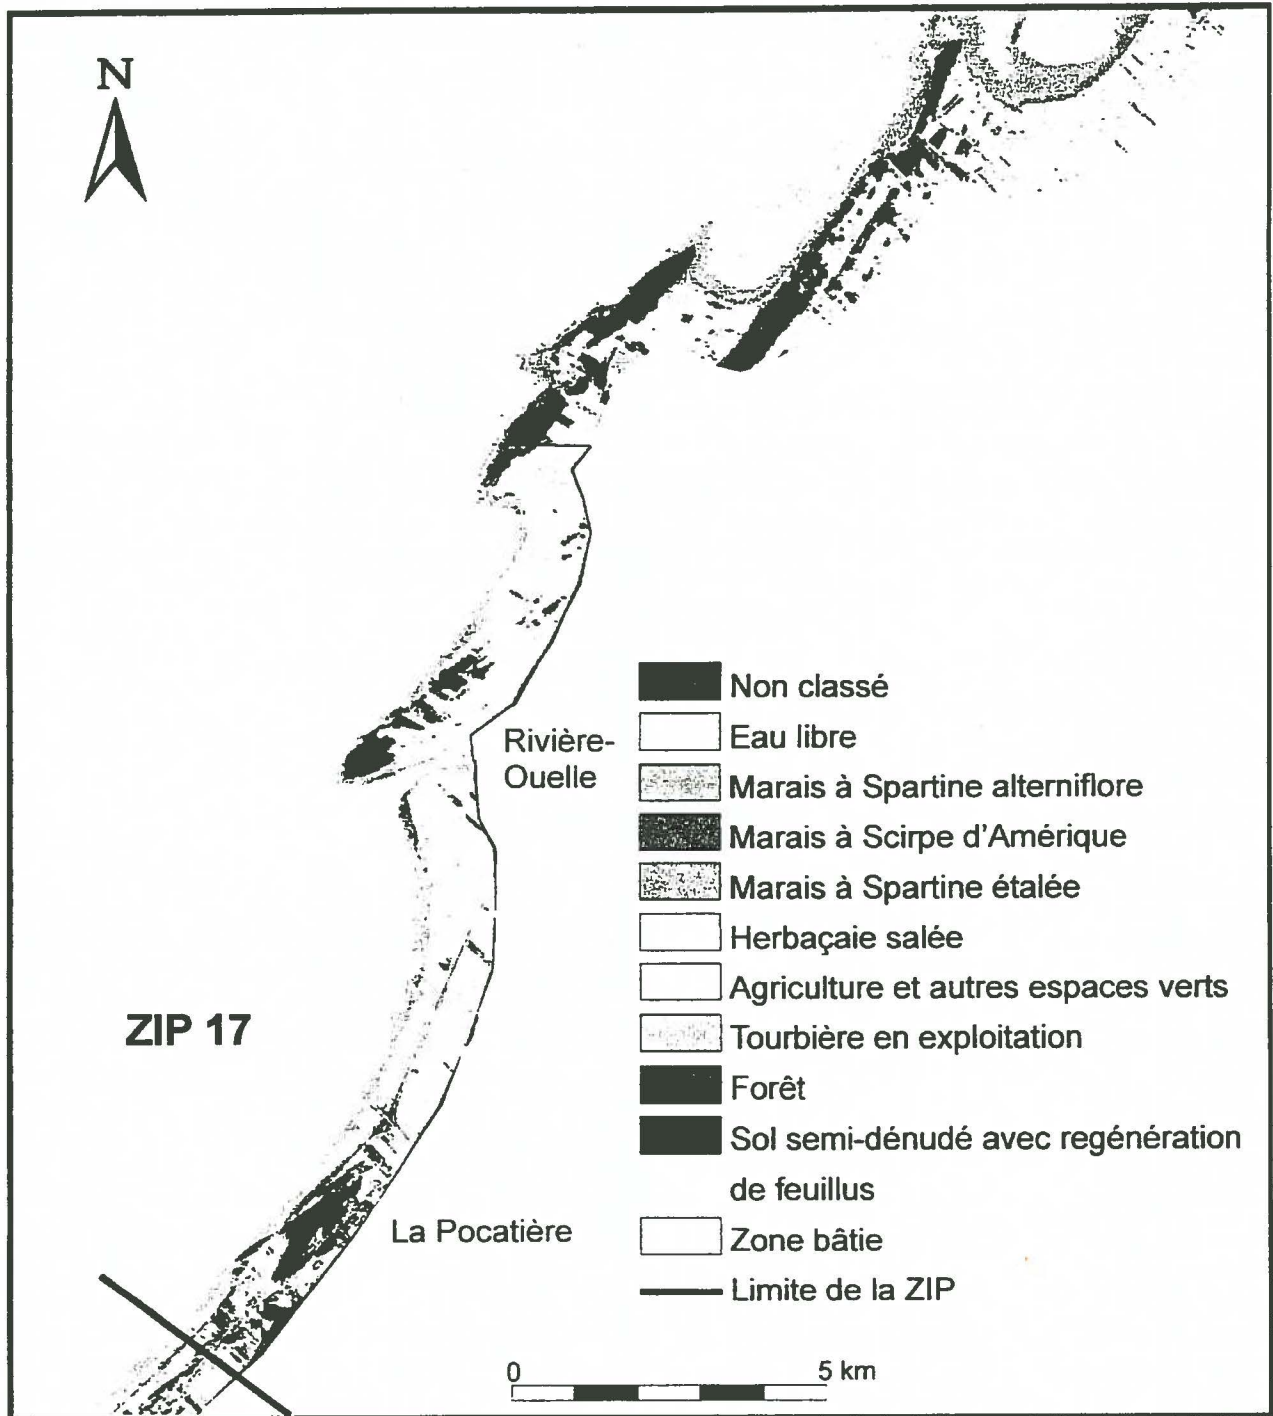 N
Rivière-
Ouelle
ZIP 17
La Pocatière
Non classé
Eau libre
Marais à Spartine alterniflore
Marais à Scirpe d'Amérique
Marais à Spartine étalée
Herbaçaie salée
Agriculture et autres espaces verts
Tourbière en exploitation
Forêt
Sol semi-dénudé avec regénération
de feuillus
Zone bâtie
Limite de la ZIP
0 5 km